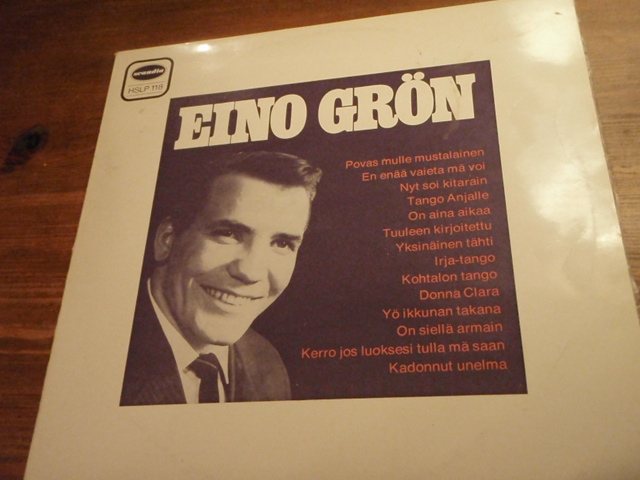 scandia
HSLP 119
EINO GRÖN
Povas mulle mustalainen
En enää vaieta mä voi
Nyt soi kitarain
Tango Anjalle
On aina aikaa
Tuuleen kirjoitettu
Yksinäinen tähti
Irja-tango
Kohtalon tango
Donna Clara
Yö ikkunan takana
On siellä armain
Kerro jos luoksesi tulla mä saan
Kadonnut unelma